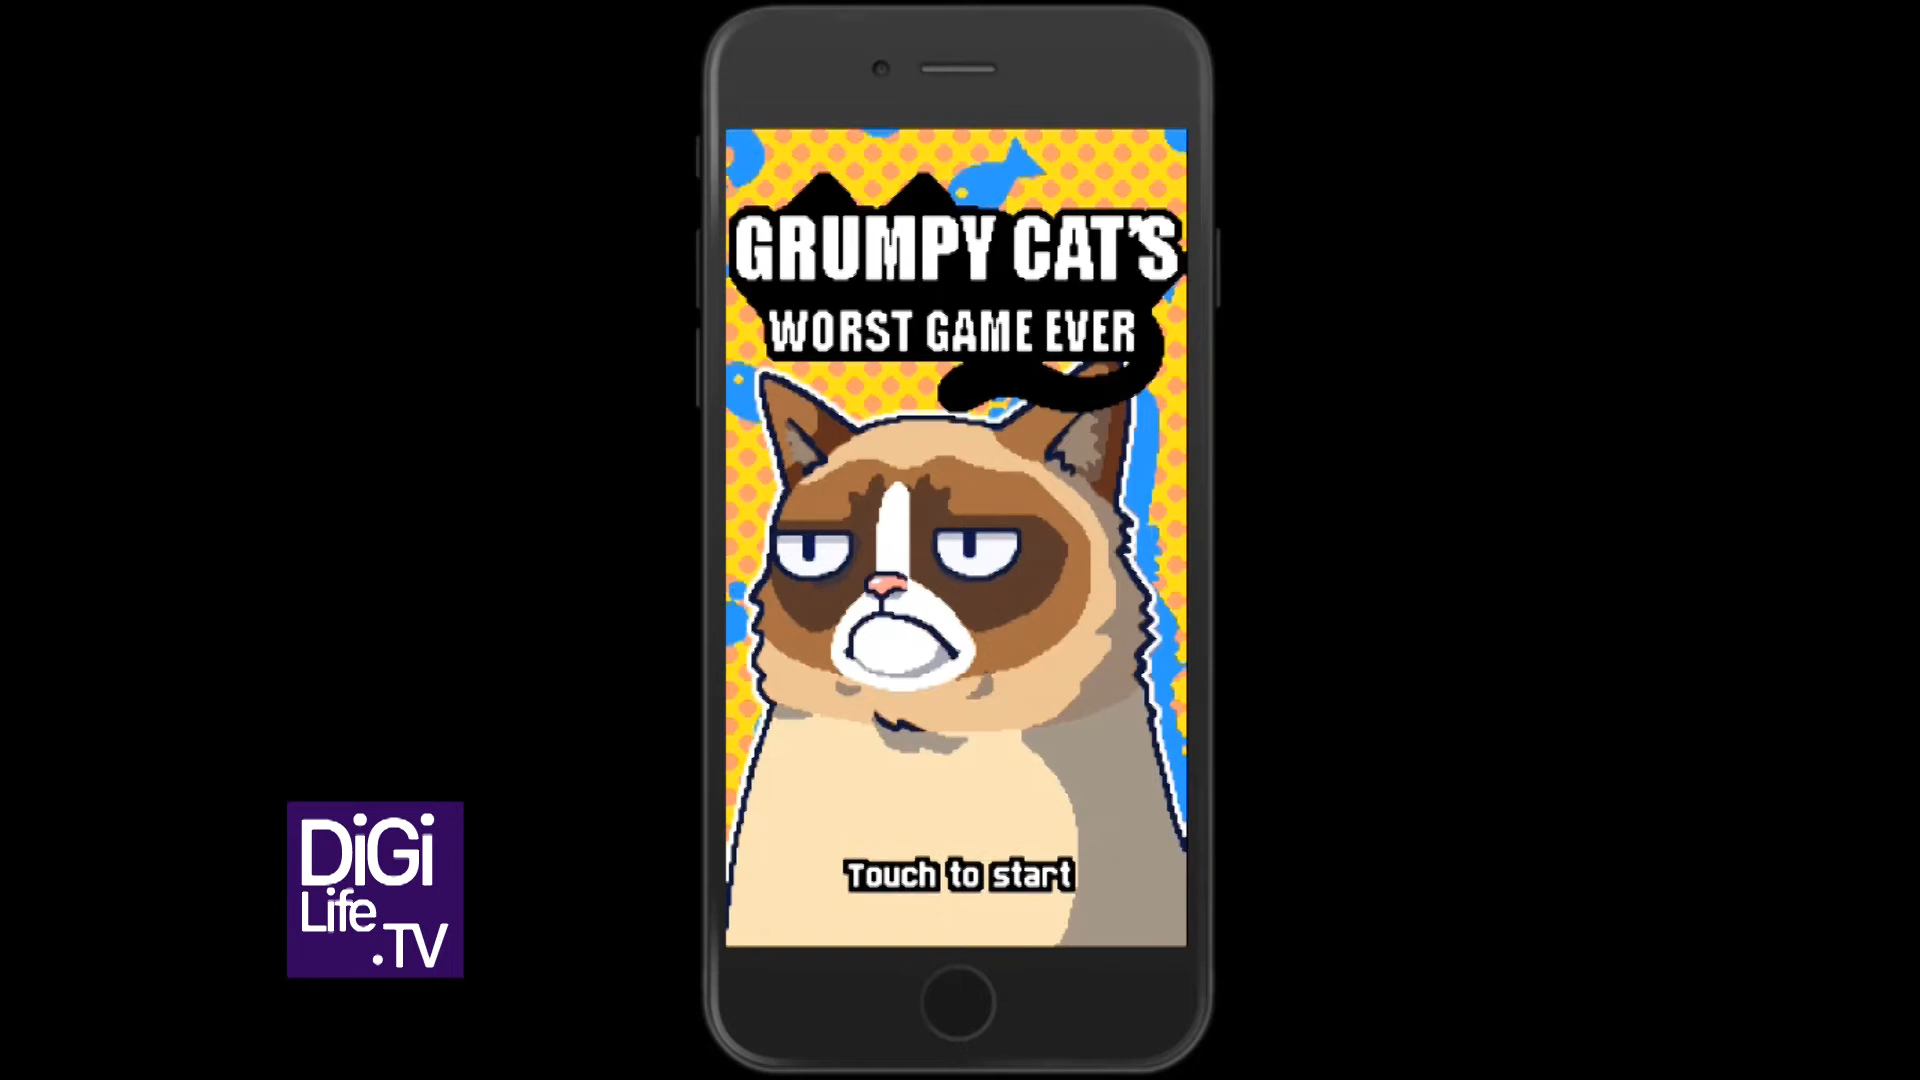 GRUMPY CAT'S
WORST GAME EVER
Touch to start
DiGi
Life
.TV